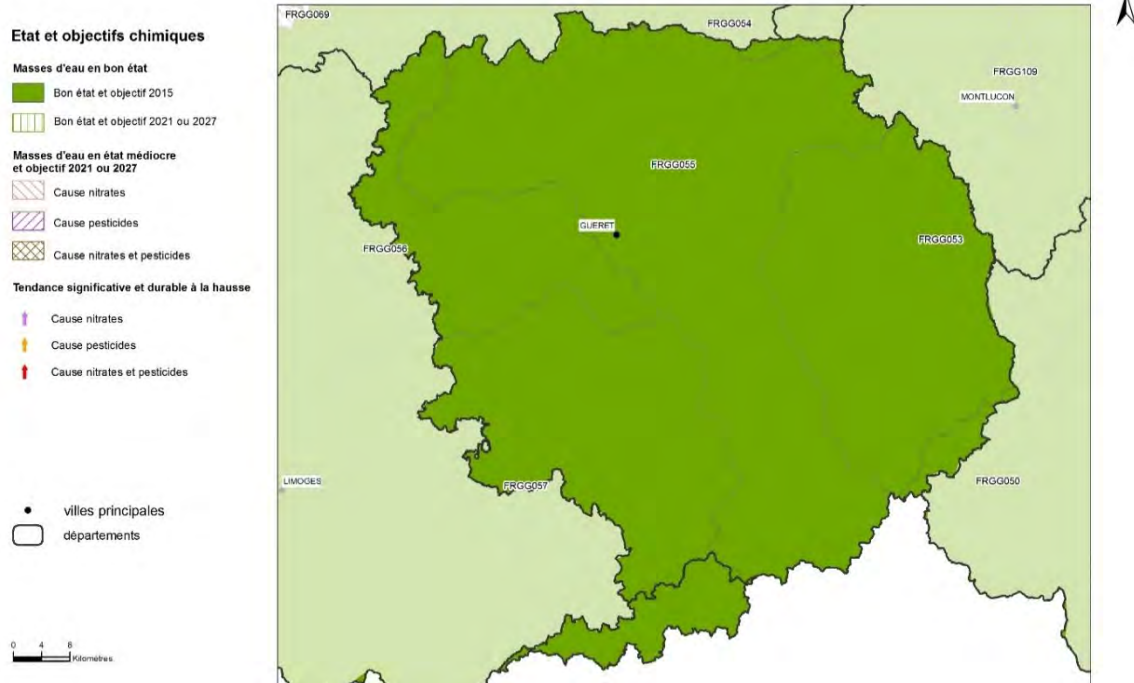 Etat et objectifs chimiques
Masses d'eau en bon état
Bon état et objectif 2015
Bon état et objectif 2021 ou 2027
Masses d'eau en état médiocre
et objectif 2021 ou 2027
Cause nitrates
Cause pesticides
Cause nitrates et pesticides
Tendance significative et durable à la hausse
Cause nitrates
Cause pesticides
Cause nitrates et pesticides
villes principales
départements
0 4 8
Kilomètres
FRGG069
FRGG054
FRGG109
MONTLUCON
FRGG055
GUERET
FRGG056
FRGG053
LIMOGES
FRGG057
FRGG050